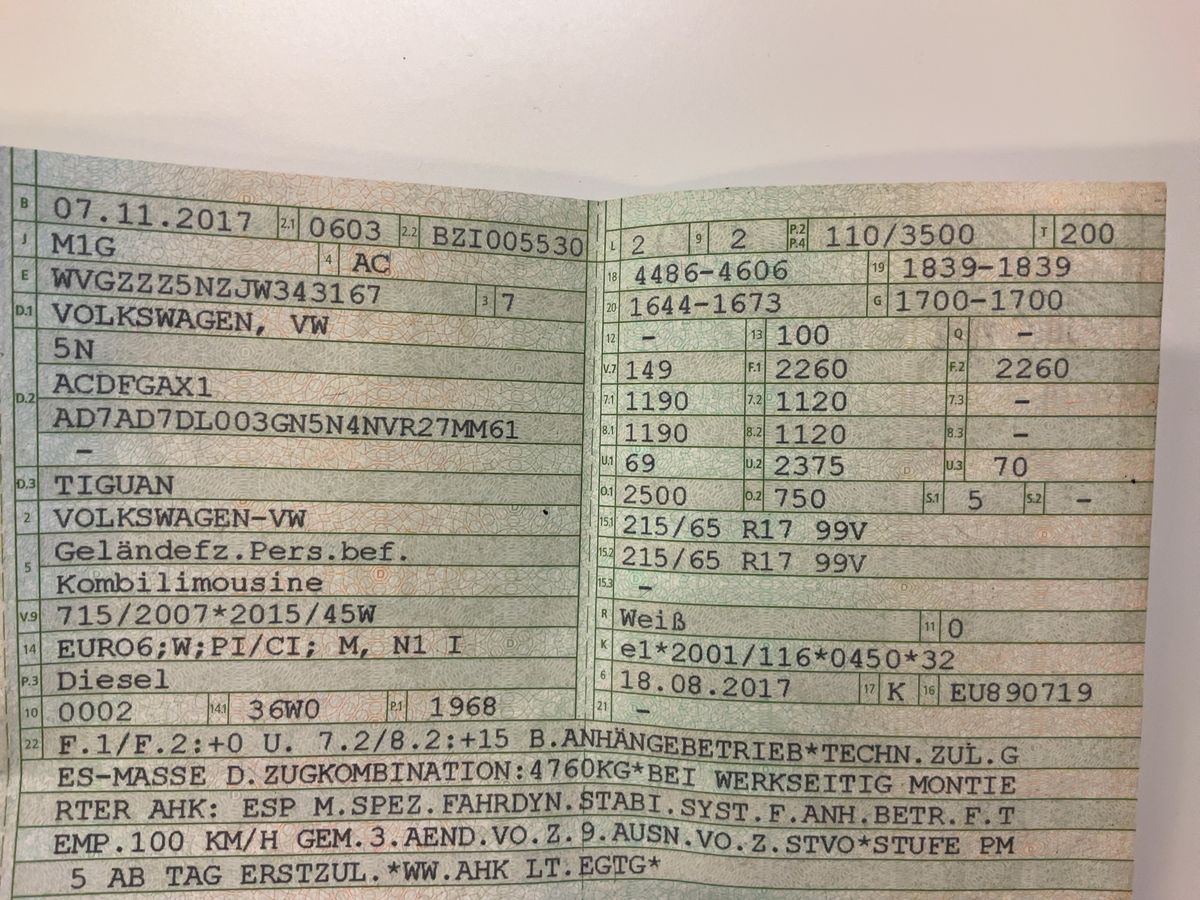 B 07.11.2017 2.1 0603 2.2 BZI005530
J M1G 4 AC
E WVGZZZ5NZJW343167 3 7
D.1 VOLKSWAGEN, VW
5N
D.2 ACDFGAX1
AD7AD7DL003GN5N4NVR27MM61
–
D.3 TIGUAN
2 VOLKSWAGEN-VW
5 Geländefz.Pers.bef.
Kombilimousine
V.9 715/2007*2015/45W
14 EURO6;W;PI/CI; M, N1 I
P.3 Diesel
10 0002 14.1 36W0 P.1 1968
L 2 9 2 P.2 P.4 110/3500 T 200
18 4486-4606 19 1839-1839
20 1644-1673 G 1700-1700
12 – 13 100 Q –
V.7 149 F.1 2260 F.2 2260
7.1 1190 7.2 1120 7.3 –
8.1 1190 8.2 1120 8.3 –
U.1 69 U.2 2375 U.3 70
O.1 2500 O.2 750 S.1 5 S.2 –
15.1 215/65 R17 99V
15.2 215/65 R17 99V
15.3 –
R Weiß 11 0
K e1*2001/116*0450*32
6 18.08.2017 17 K 16 EU890719
21 –
22 F.1/F.2:+0 U. 7.2/8.2:+15 B.ANHÄNGEBETRIEB*TECHN.ZUL.G
ES-MASSE D.ZUGKOMBINATION:4760KG*BEI WERKSEITIG MONTIE
RTER AHK: ESP M.SPEZ.FAHRDYN.STABI.SYST.F.ANH.BETR.F.T
EMP.100 KM/H GEM.3.AEND.VO.Z.9.AUSN.VO.Z.STVO*STUFE PM
5 AB TAG ERSTZUL.*WW.AHK LT.EGTG*